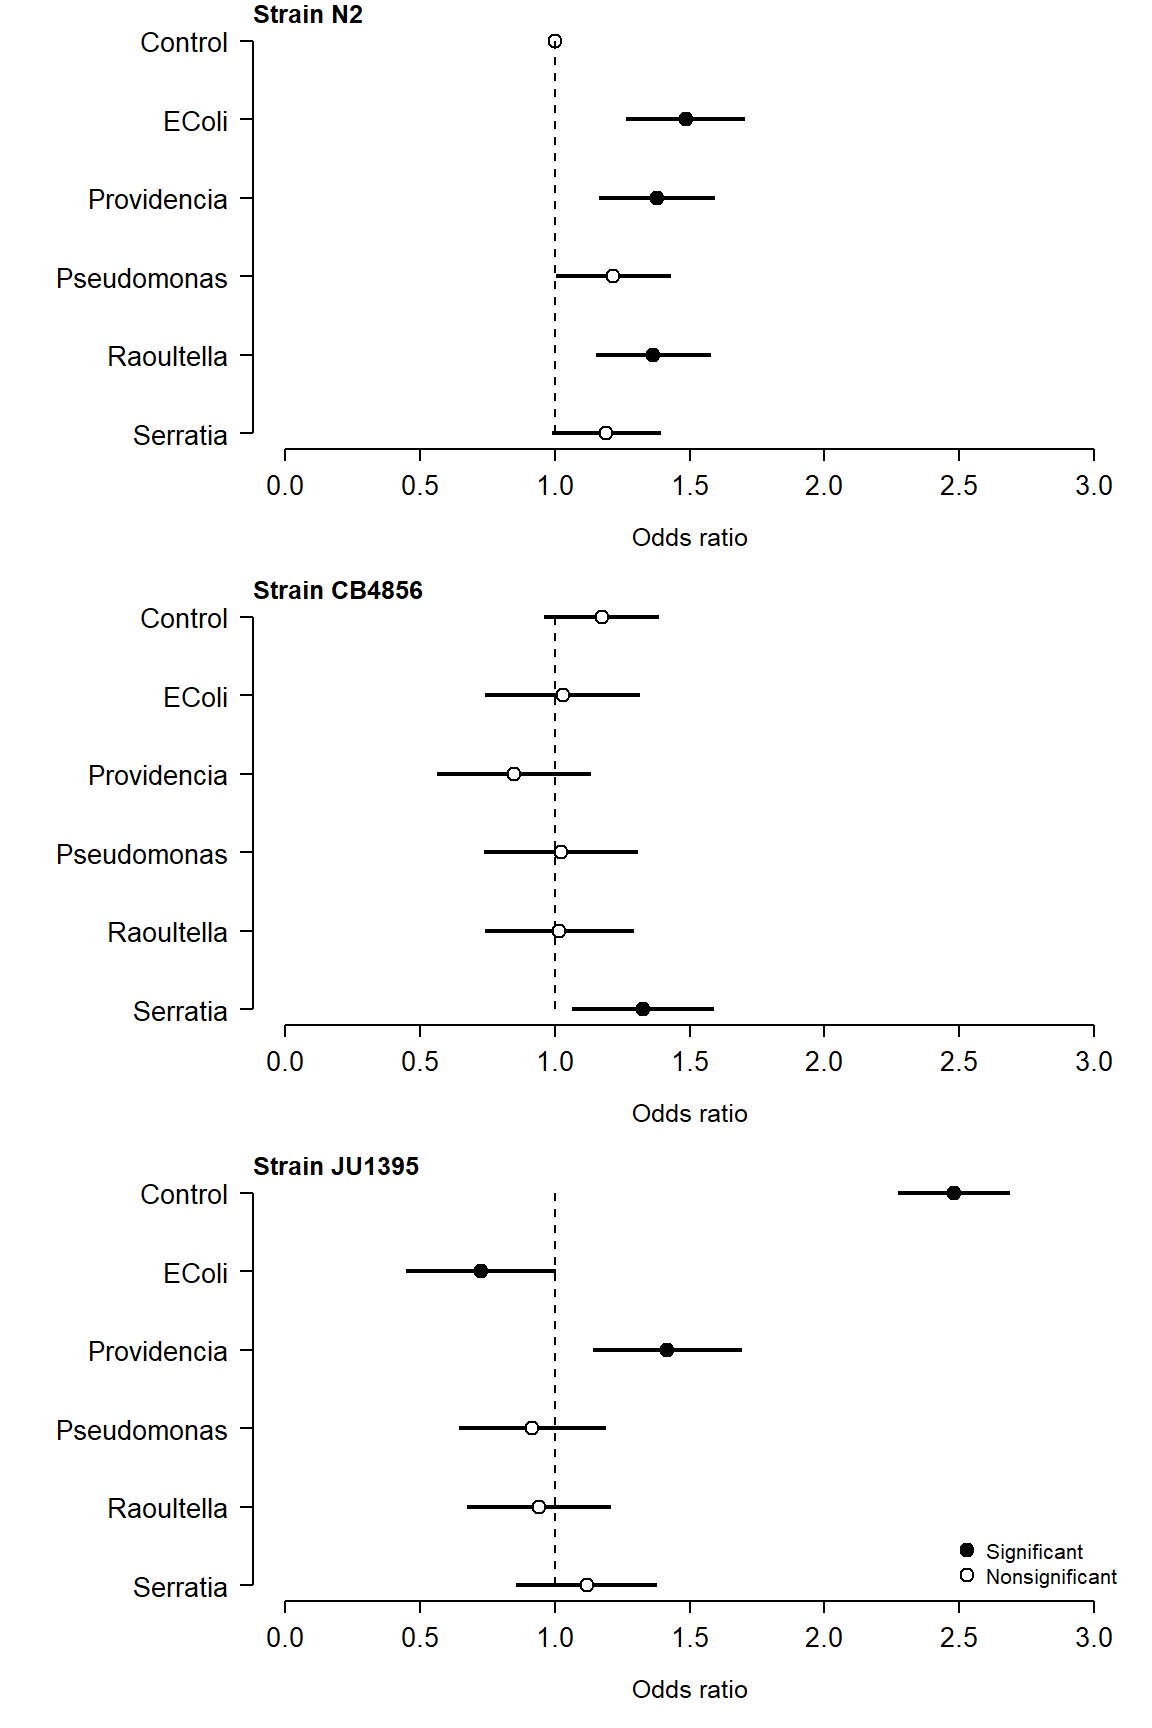 Strain N2
Control
EColi
Providencia
Pseudomonas
Raoultella
Serratia
0.0 0.5 1.0 1.5 2.0 2.5 3.0
Odds ratio
Strain CB4856
Control
EColi
Providencia
Pseudomonas
Raoultella
Serratia
0.0 0.5 1.0 1.5 2.0 2.5 3.0
Odds ratio
Strain JU1395
Control
EColi
Providencia
Pseudomonas
Raoultella
Significant
Nonsignificant
Serratia
0.0 0.5 1.0 1.5 2.0 2.5 3.0
Odds ratio